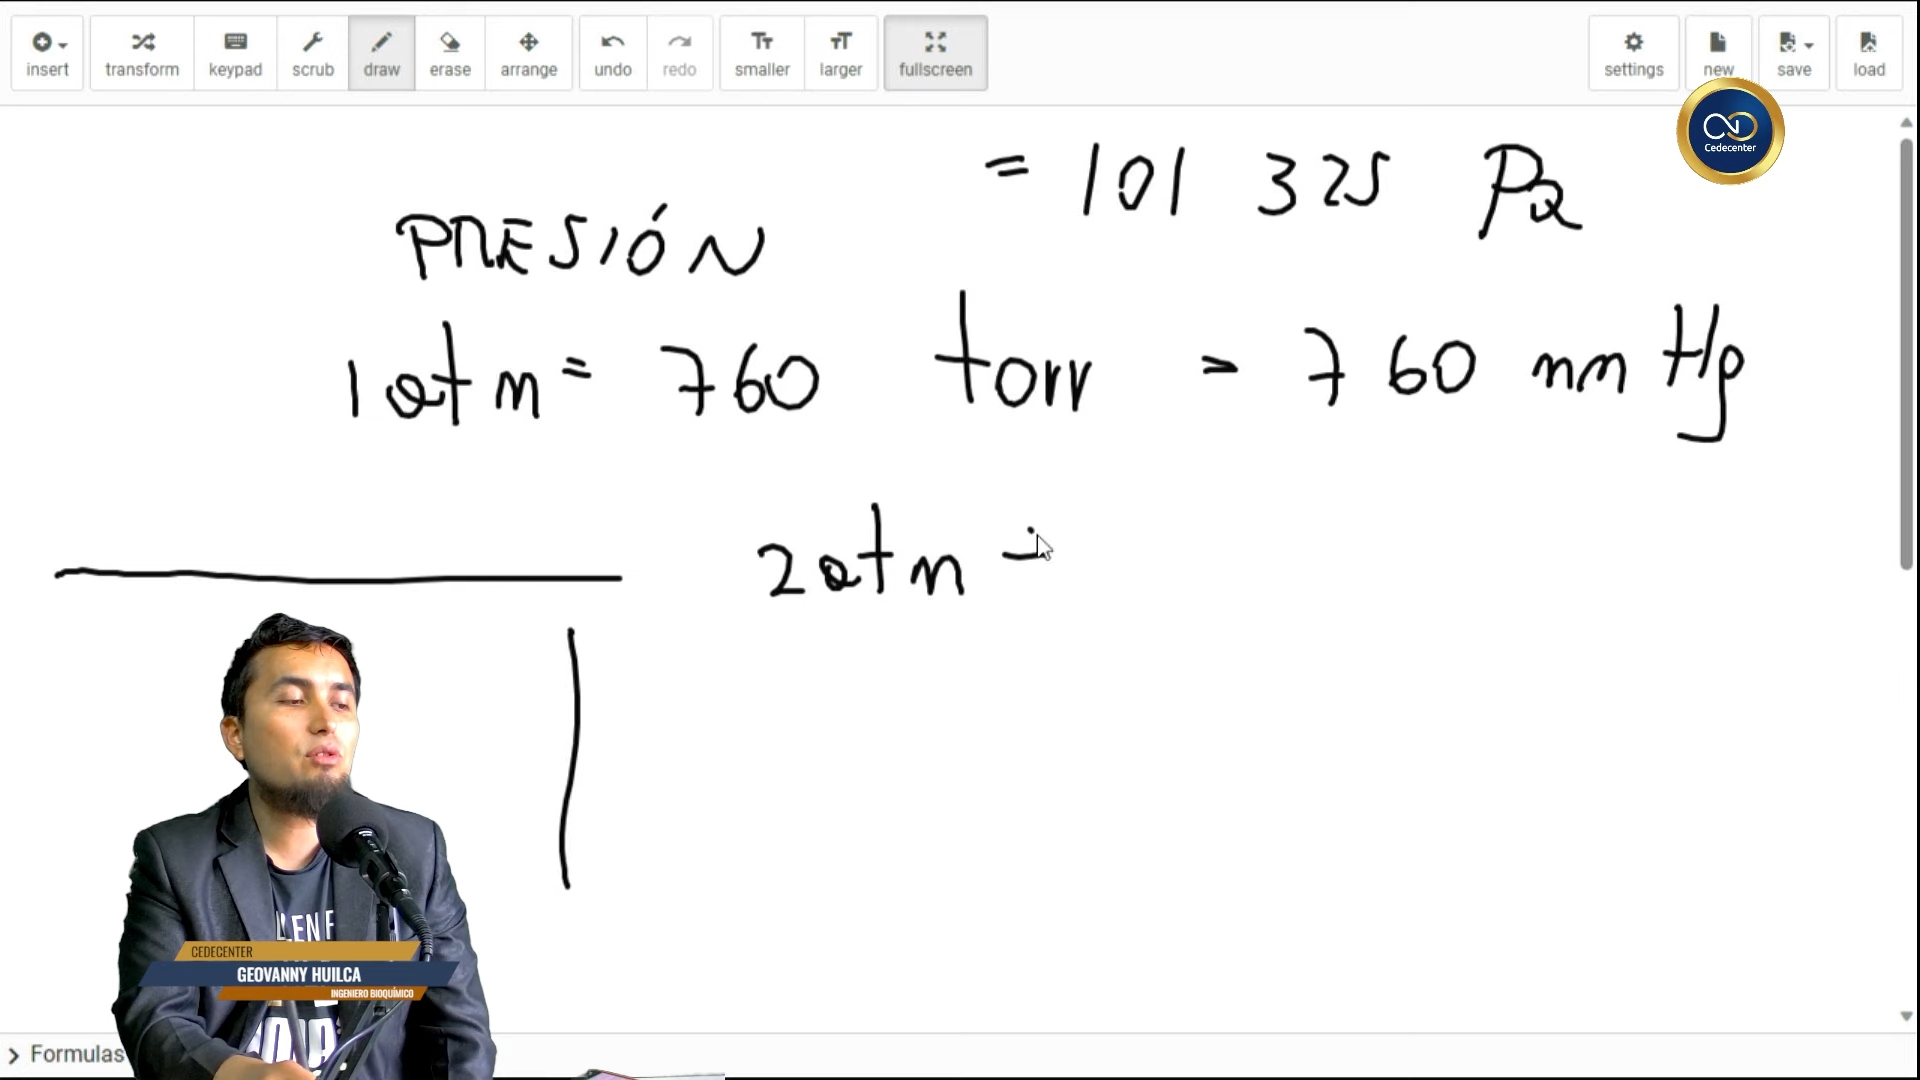 insert transform keypad scrub draw erase arrange undo redo smaller larger fullscreen settings new save load
Cedecenter
= 101 325 Pa
PRESIÓN
1 atm = 760 torr = 760 mm Hg
2 atm =
CEDECENTER
GEOVANNY HUILCA
INGENIERO BIOQUÍMICO
Formulas